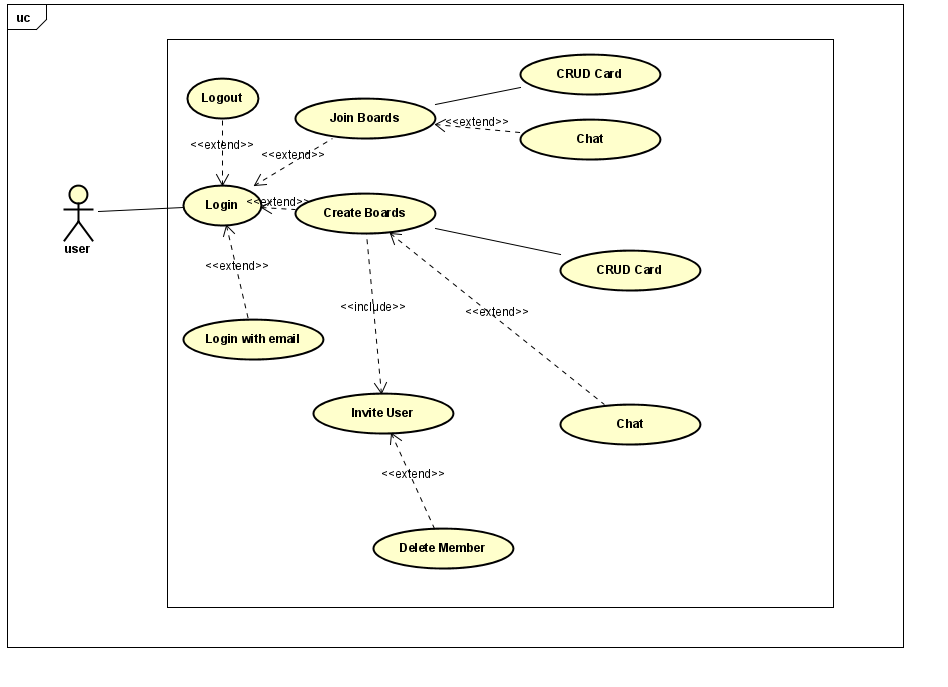 uc
CRUD Card
Logout
Join Boards
<<extend>>
Chat
<<extend>>
<<extend>>
Login
<<extend>>
Create Boards
user
<<extend>>
CRUD Card
<<include>>
<<extend>>
Login with email
Invite User
Chat
<<extend>>
Delete Member